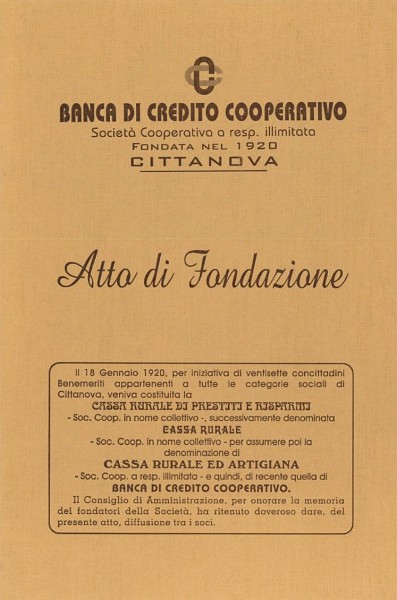 BANCA DI CREDITO COOPERATIVO
Società Cooperativa a resp. illimitata
FONDATA NEL 1920
CITTANOVA
Atto di Fondazione
Il 18 Gennaio 1920, per iniziativa di ventisette concittadini
Benemeriti appartenenti a tutte le categorie sociali di
Cittanova, veniva costituita la
CASSA RURALE DI PRESTITI E RISPARMI
- Soc. Coop. in nome collettivo -, successivamente denominata
CASSA RURALE
- Soc. Coop. in nome collettivo - per assumere poi la
denominazione di
CASSA RURALE ED ARTIGIANA
- Soc. Coop. a resp. illimitata - e quindi, di recente quella di
BANCA DI CREDITO COOPERATIVO.
Il Consiglio di Amministrazione, per onorare la memoria
dei fondatori della Società, ha ritenuto doveroso dare, del
presente atto, diffusione tra i soci.